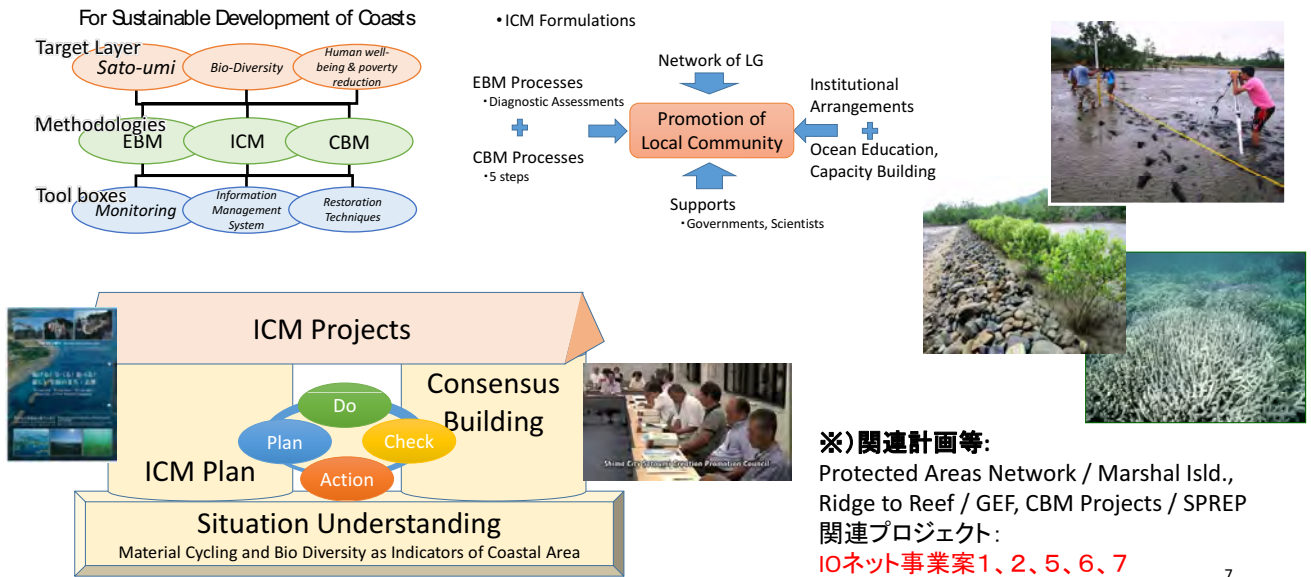 For Sustainable Development of Coasts
Target Layer
Sato-umi
Bio-Diversity
Human well-
being & poverty
reduction
Methodologies
EBM
ICM
CBM
Tool boxes
Monitoring
Information
Management
System
Restoration
Techniques
• ICM Formulations
Network of LG
EBM Processes
・Diagnostic Assessments
CBM Processes
・5 steps
Promotion of
Local Community
Institutional
Arrangements
Ocean Education,
Capacity Building
Supports
・Governments, Scientists
ICM Projects
Consensus
Building
Do
Plan
Check
Action
ICM Plan
Situation Understanding
Material Cycling and Bio Diversity as Indicators of Coastal Area
Shima City Satoumi Creation Promotion Council
※)関連計画等:
Protected Areas Network / Marshal Isld.,
Ridge to Reef / GEF, CBM Projects / SPREP
関連プロジェクト:
IOネット事業案1、2、5、6、7
7